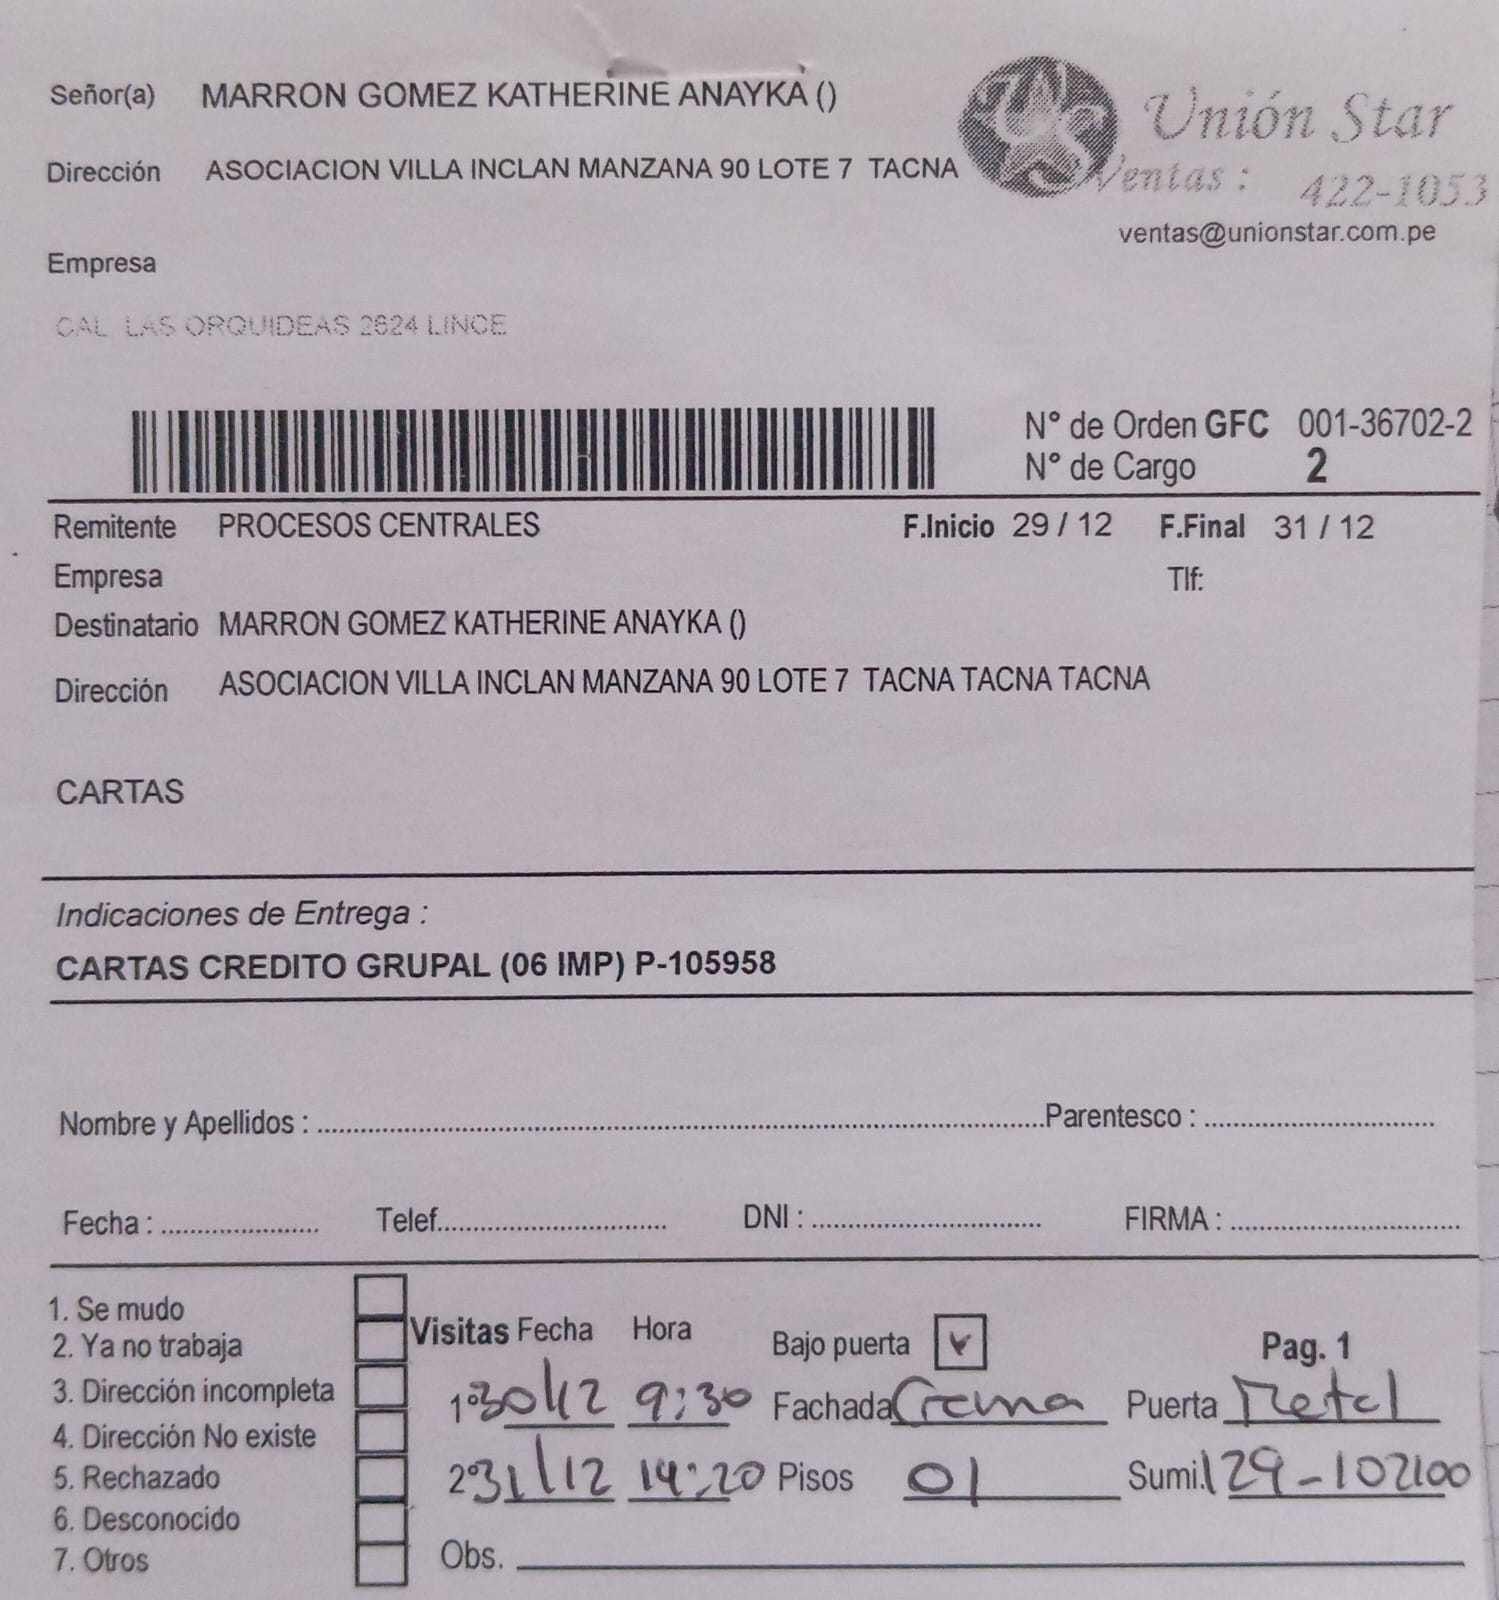 Señor(a) MARRON GOMEZ KATHERINE ANAYKA ()
Unión Star
Dirección ASOCIACION VILLA INCLAN MANZANA 90 LOTE 7 TACNA
Ventas : 422-1053
ventas@unionstar.com.pe
Empresa
CAL LAS ORQUIDEAS 2624 LINCE
N° de Orden GFC 001-36702-2
N° de Cargo 2
Remitente PROCESOS CENTRALES F.Inicio 29 / 12 F.Final 31 / 12
Empresa Tlf:
Destinatario MARRON GOMEZ KATHERINE ANAYKA ()
Dirección ASOCIACION VILLA INCLAN MANZANA 90 LOTE 7 TACNA TACNA TACNA
CARTAS
Indicaciones de Entrega :
CARTAS CREDITO GRUPAL (06 IMP) P-105958
Nombre y Apellidos : Parentesco :
Fecha : Telef. DNI : FIRMA :
1. Se mudo
2. Ya no trabaja
3. Dirección incompleta
4. Dirección No existe
5. Rechazado
6. Desconocido
7. Otros
Visitas Fecha Hora Bajo puerta Pag. 1
1° 30/12 9:30 Fachada Crema Puerta Metal
2° 31/12 14:20 Pisos 01 Sumi. 129-102100
Obs.